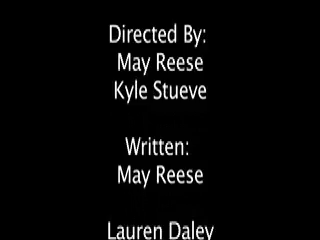 Directed By:
May Reese
Kyle Stueve
Written:
May Reese
Lauren Daley